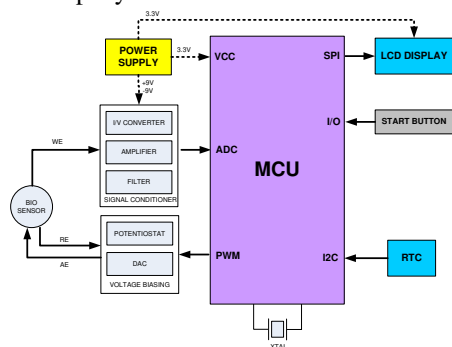 3.3V
POWER
SUPPLY
3.3V
+9V
-9V
VCC
SPI
LCD DISPLAY
I/V CONVERTER
AMPLIFIER
FILTER
SIGNAL CONDITIONER
ADC
I/O
START BUTTON
MCU
WE
BIO
SENSOR
RE
AE
POTENTIOSTAT
DAC
VOLTAGE BIASING
PWM
I2C
RTC
XTAL